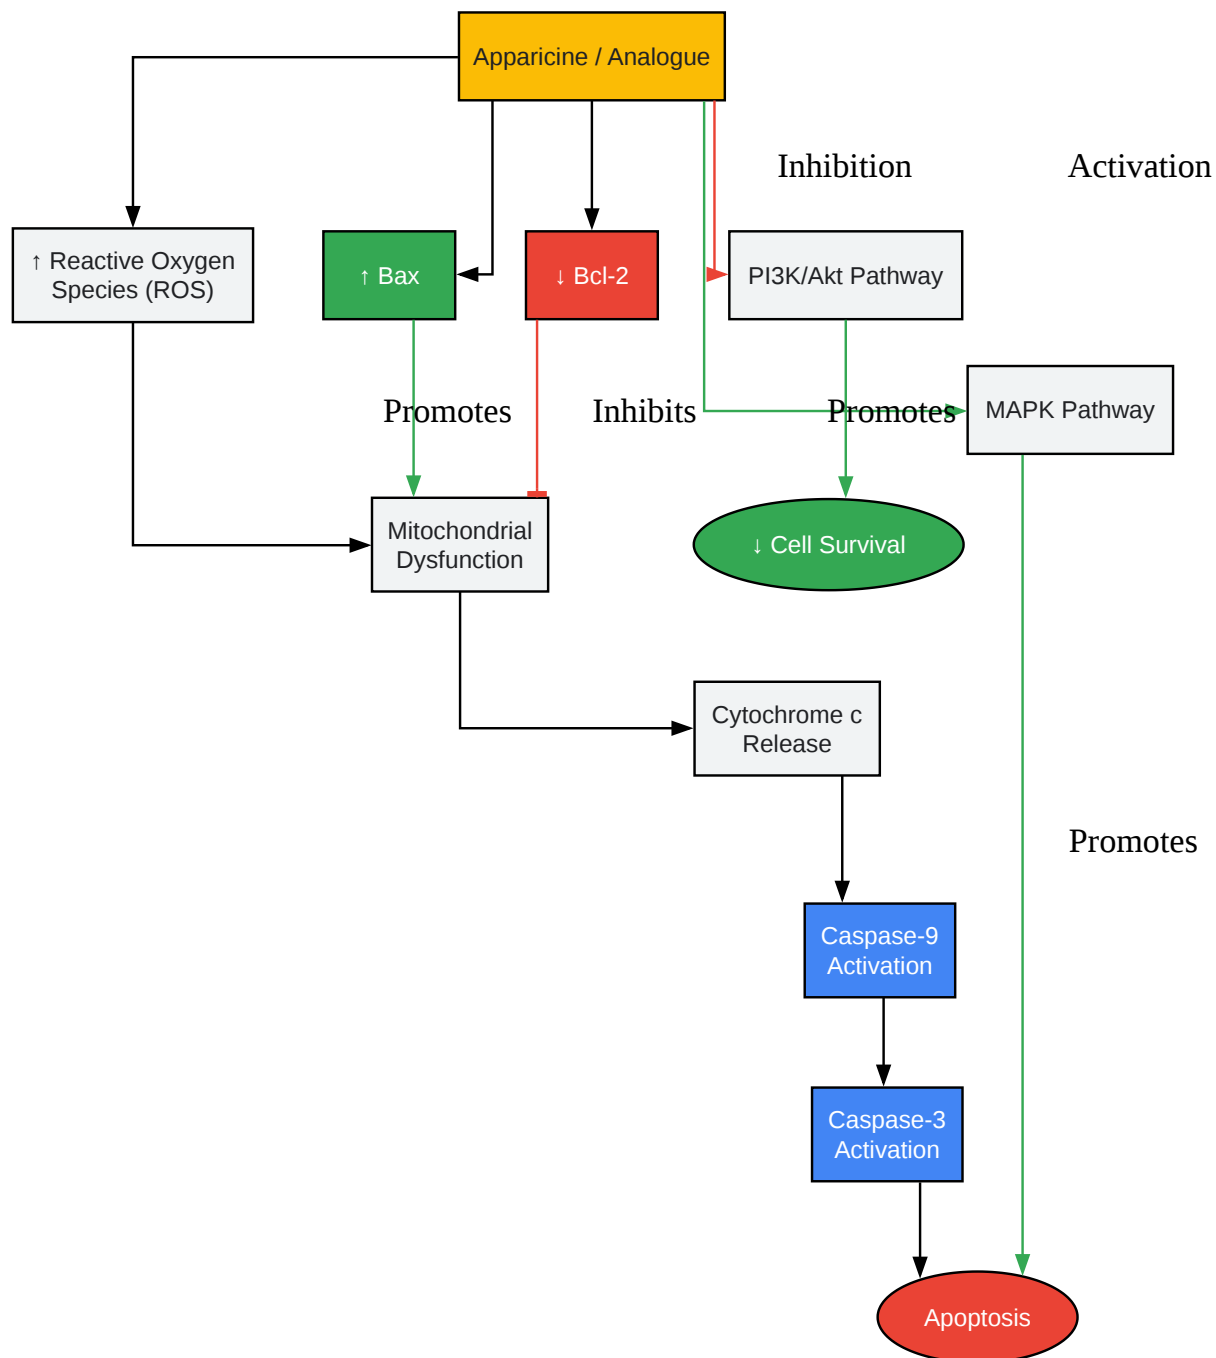 Apparicine / Analogue
Inhibition
Activation
↑ Reactive Oxygen
Species (ROS)
↑ Bax
↓ Bcl-2
PI3K/Akt Pathway
Promotes
Inhibits
Promotes
MAPK Pathway
Mitochondrial
Dysfunction
↓ Cell Survival
Cytochrome c
Release
Promotes
Caspase-9
Activation
Caspase-3
Activation
Apoptosis